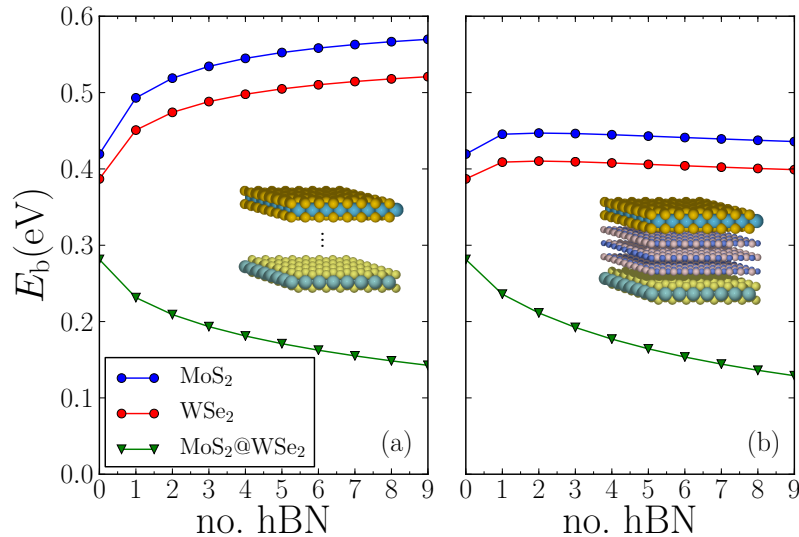 E_b(eV)
0.6
0.5
0.4
0.3
0.2
0.1
0.0
MoS₂
WSe₂
MoS₂@WSe₂
(a)
0 1 2 3 4 5 6 7 8 9
no. hBN
(b)
0 1 2 3 4 5 6 7 8 9
no. hBN